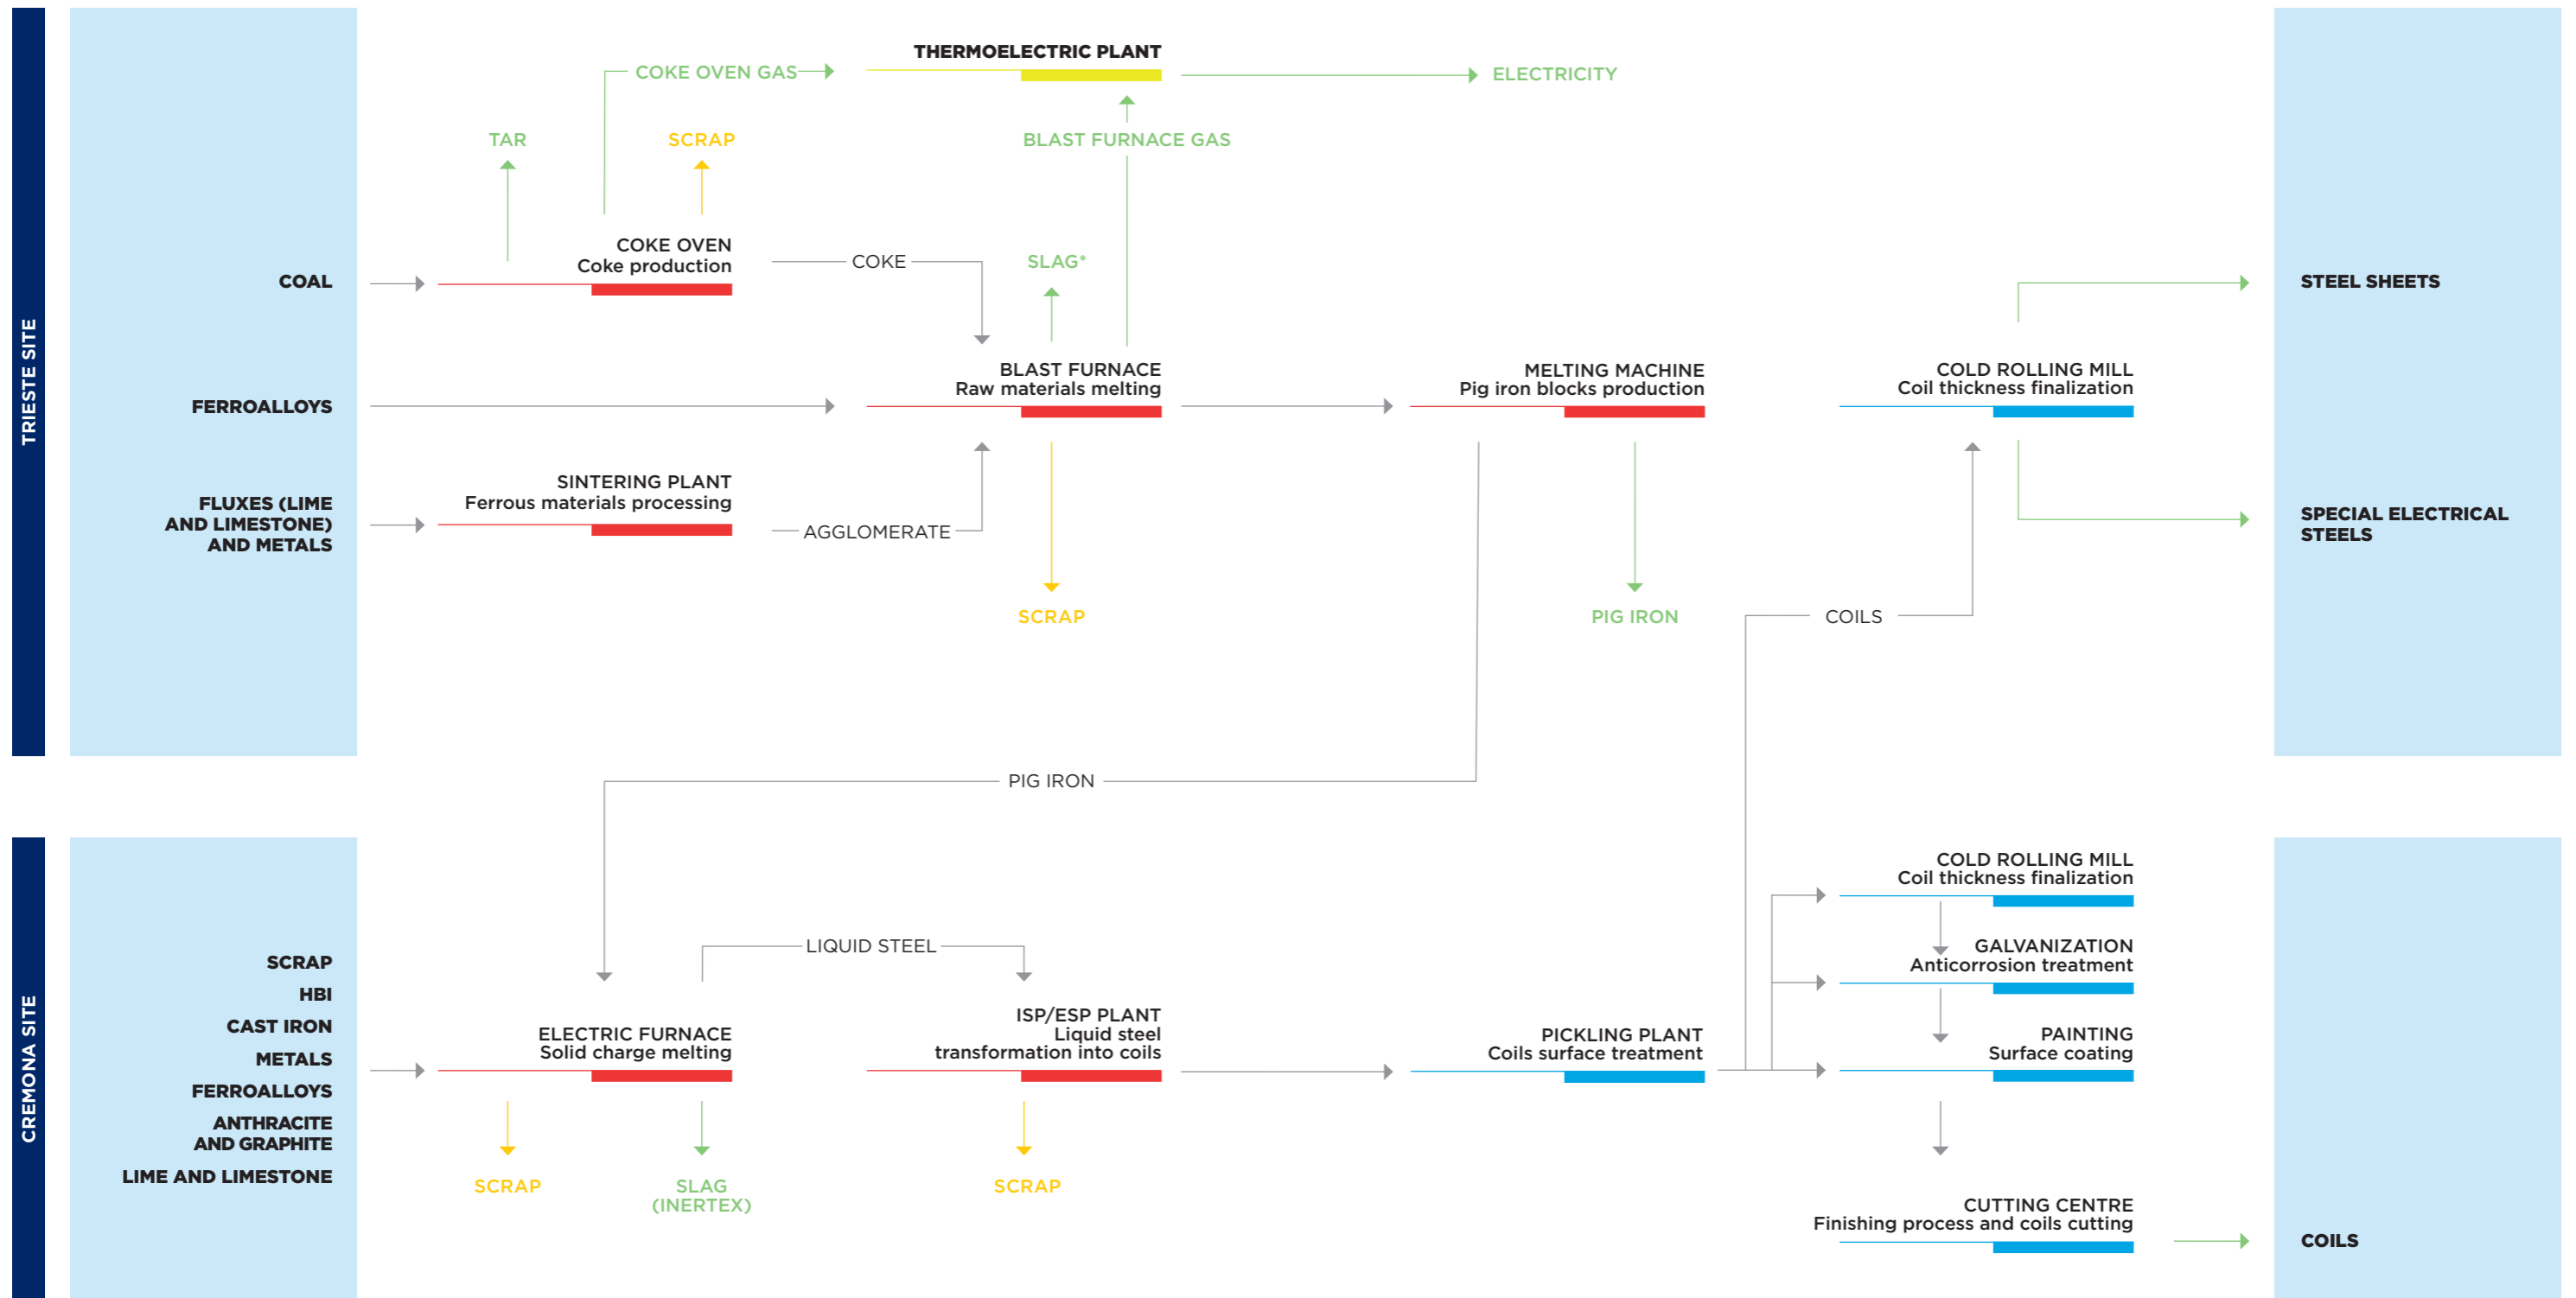 TRIESTE SITE
COAL
FERROALLOYS
FLUXES (LIME
AND LIMESTONE)
AND METALS
THERMOELECTRIC PLANT
COKE OVEN GAS
ELECTRICITY
TAR
SCRAP
BLAST FURNACE GAS
COKE OVEN
Coke production
COKE
SLAG*
BLAST FURNACE
Raw materials melting
MELTING MACHINE
Pig iron blocks production
COLD ROLLING MILL
Coil thickness finalization
SINTERING PLANT
Ferrous materials processing
AGGLOMERATE
SCRAP
PIG IRON
COILS
STEEL SHEETS
SPECIAL ELECTRICAL
STEELS
PIG IRON
CREMONA SITE
SCRAP
HBI
CAST IRON
METALS
FERROALLOYS
ANTHRACITE
AND GRAPHITE
LIME AND LIMESTONE
LIQUID STEEL
ELECTRIC FURNACE
Solid charge melting
ISP/ESP PLANT
Liquid steel
transformation into coils
PICKLING PLANT
Coils surface treatment
COLD ROLLING MILL
Coil thickness finalization
GALVANIZATION
Anticorrosion treatment
PAINTING
Surface coating
SCRAP
SLAG
(INERTEX)
SCRAP
CUTTING CENTRE
Finishing process and coils cutting
COILS